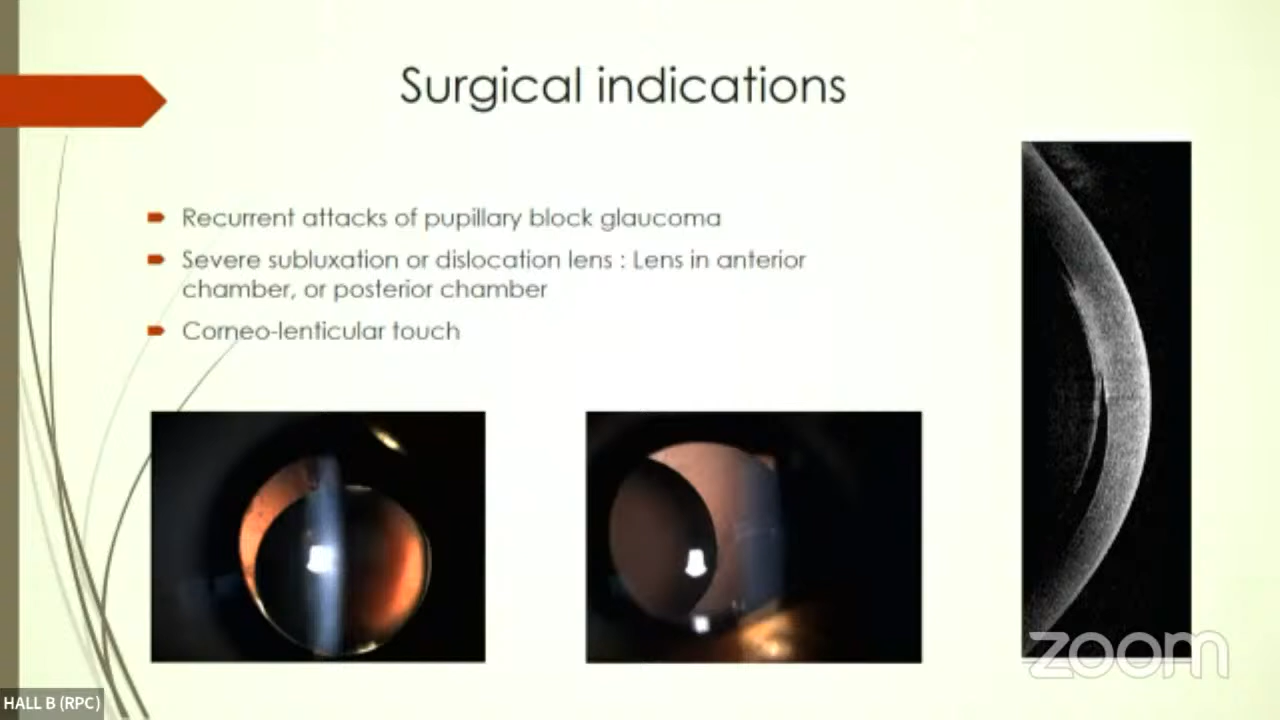 Surgical indications
Recurrent attacks of pupillary block glaucoma
Severe subluxation or dislocation lens : Lens in anterior
chamber, or posterior chamber
Corneo-lenticular touch
zoom
HALL B (RPC)